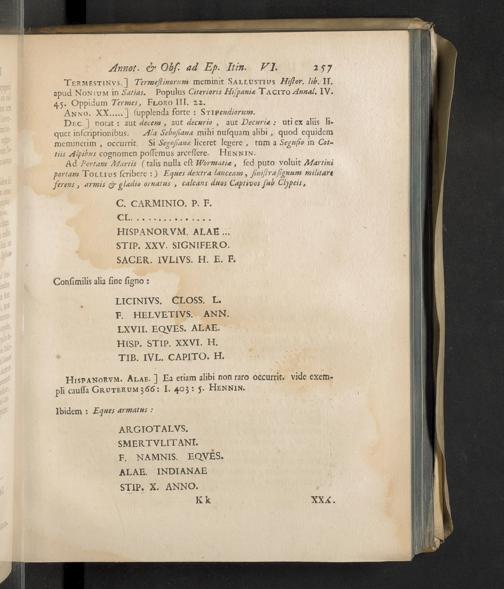 Annot. & Obs. ad Ep. Itin. VI. 257
TERMESTINVS. ] Termestinorum meminit SALLUSTIUS Histor. lib. II.
apud NONIUM in Satias. Populus Citerioris Hispaniæ TACITO Annal. IV.
45. Oppidum Termes, FLORO III. 22.
ANNO. XX.....] supplenda forte : STIPendiorum.
DEC. ] notat : aut decem, aut decurio, aut Decuriæ : uti ex aliis li-
quet inscriptionibus. Ala Sebosiana mihi nusquam alibi, quod equidem
meminerim, occurrit. Si Segusiana liceret legere, tum a Segusio in Cot-
tiis Alpibus cognomen possemus arcessere. HENNIN.
Ad Portam Martis (talis nulla est Wormatiæ, sed puto voluit Martini
portam TOLLIUS scribere :) Eques dextra lanceam, sinistra signum militare
ferens, armis & gladio ornatus, calcans duos Captivos sub Clypeis,
C. CARMINIO. P. F.
CL. . . . . . . . . . . . . . .
HISPANORVM. ALAE ...
STIP. XXV. SIGNIFERO.
SACER. IVLIVS. H. E. F.
Consimilis alia sine signo :
LICINIVS. CLOSS. L.
F. HELVETIVS. ANN.
LXVII. EQVES. ALAE.
HISP. STIP. XXVI. H.
TIB. IVL. CAPITO. H.
HISPANORUM. ALAE. ] Ea etiam alibi non raro occurrit. vide exem-
pli caussa GRUTERUM 366: I. 403: 5. HENNIN.
Ibidem : Eques armatus :
ARGIOTALVS.
SMERTVLITANI.
F. NAMNIS. EQVES.
ALAE. INDIANAE
STIP. X. ANNO.
K k XXX.